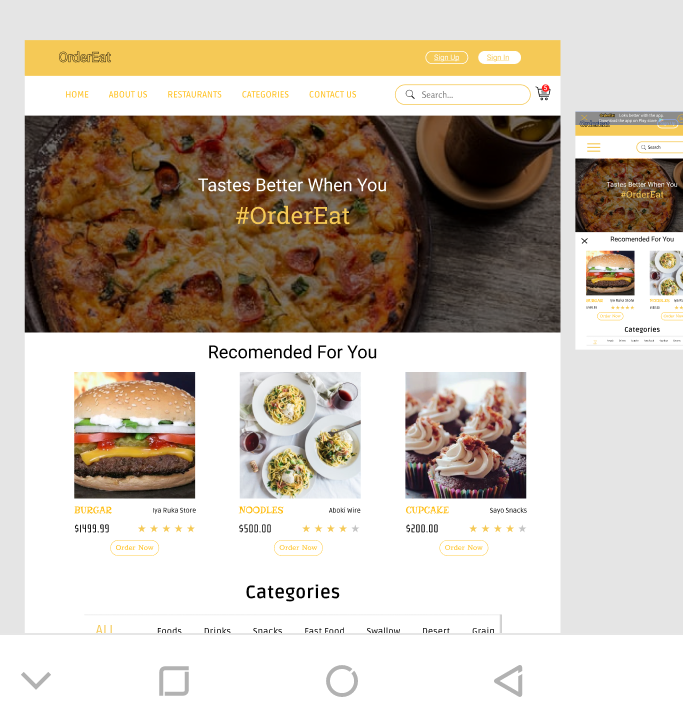 OrderEat
Sign Up
Sign In
HOME ABOUT US RESTAURANTS CATEGORIES CONTACT US
Search...
5
Tastes Better When You
#OrderEat
Recomended For You
BURGAR Iya Ruka Store
$1499.99
Order Now
NOODLES Aboki Wire
$500.00
Order Now
CUPCAKE Sayo Snacks
$200.00
Order Now
Categories
ALL Foods Drinks Snacks Fast Food Swallow Desert Grain
OrderEat
Search
Tastes Better When You
#OrderEat
Recomended For You
Iya Ruka Store
Order Now
Order Now
Categories